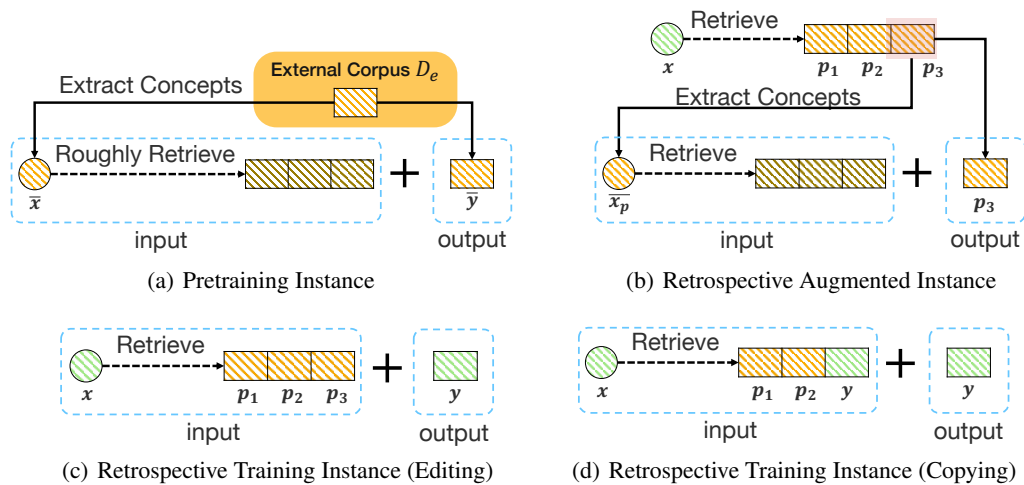 External Corpus D_e
Extract Concepts
Roughly Retrieve
x̅
+
y̅
input
output
(a) Pretraining Instance
Retrieve
x
p_1 p_2 p_3
Extract Concepts
Retrieve
x̅_p̅
+
p_3
input
output
(b) Retrospective Augmented Instance
Retrieve
x
p_1 p_2 p_3
+
y
input
output
(c) Retrospective Training Instance (Editing)
Retrieve
x
p_1 p_2 y
+
y
input
output
(d) Retrospective Training Instance (Copying)